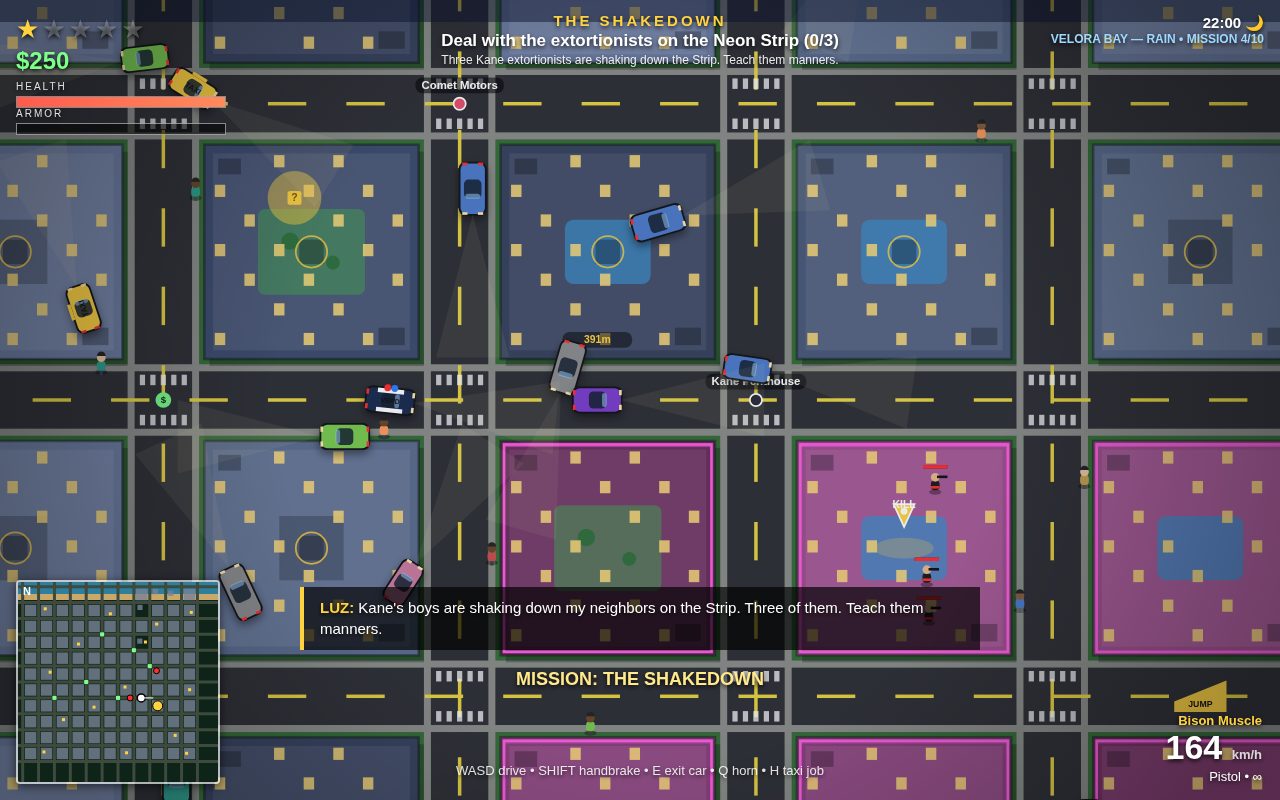 THE SHAKEDOWN
Deal with the extortionists on the Neon Strip (0/3)
Three Kane extortionists are shaking down the Strip. Teach them manners.
22:00
VELORA BAY — RAIN • MISSION 4/10
$250
HEALTH
ARMOR
Comet Motors
?
391m
$
KILL
LUZ: Kane's boys are shaking down my neighbors on the Strip. Three of them. Teach them
manners.
N
MISSION: THE SHAKEDOWN
JUMP
Bison Muscle
164 km/h
WASD drive • SHIFT handbrake • E exit car • Q horn • H taxi job
Pistol • ∞